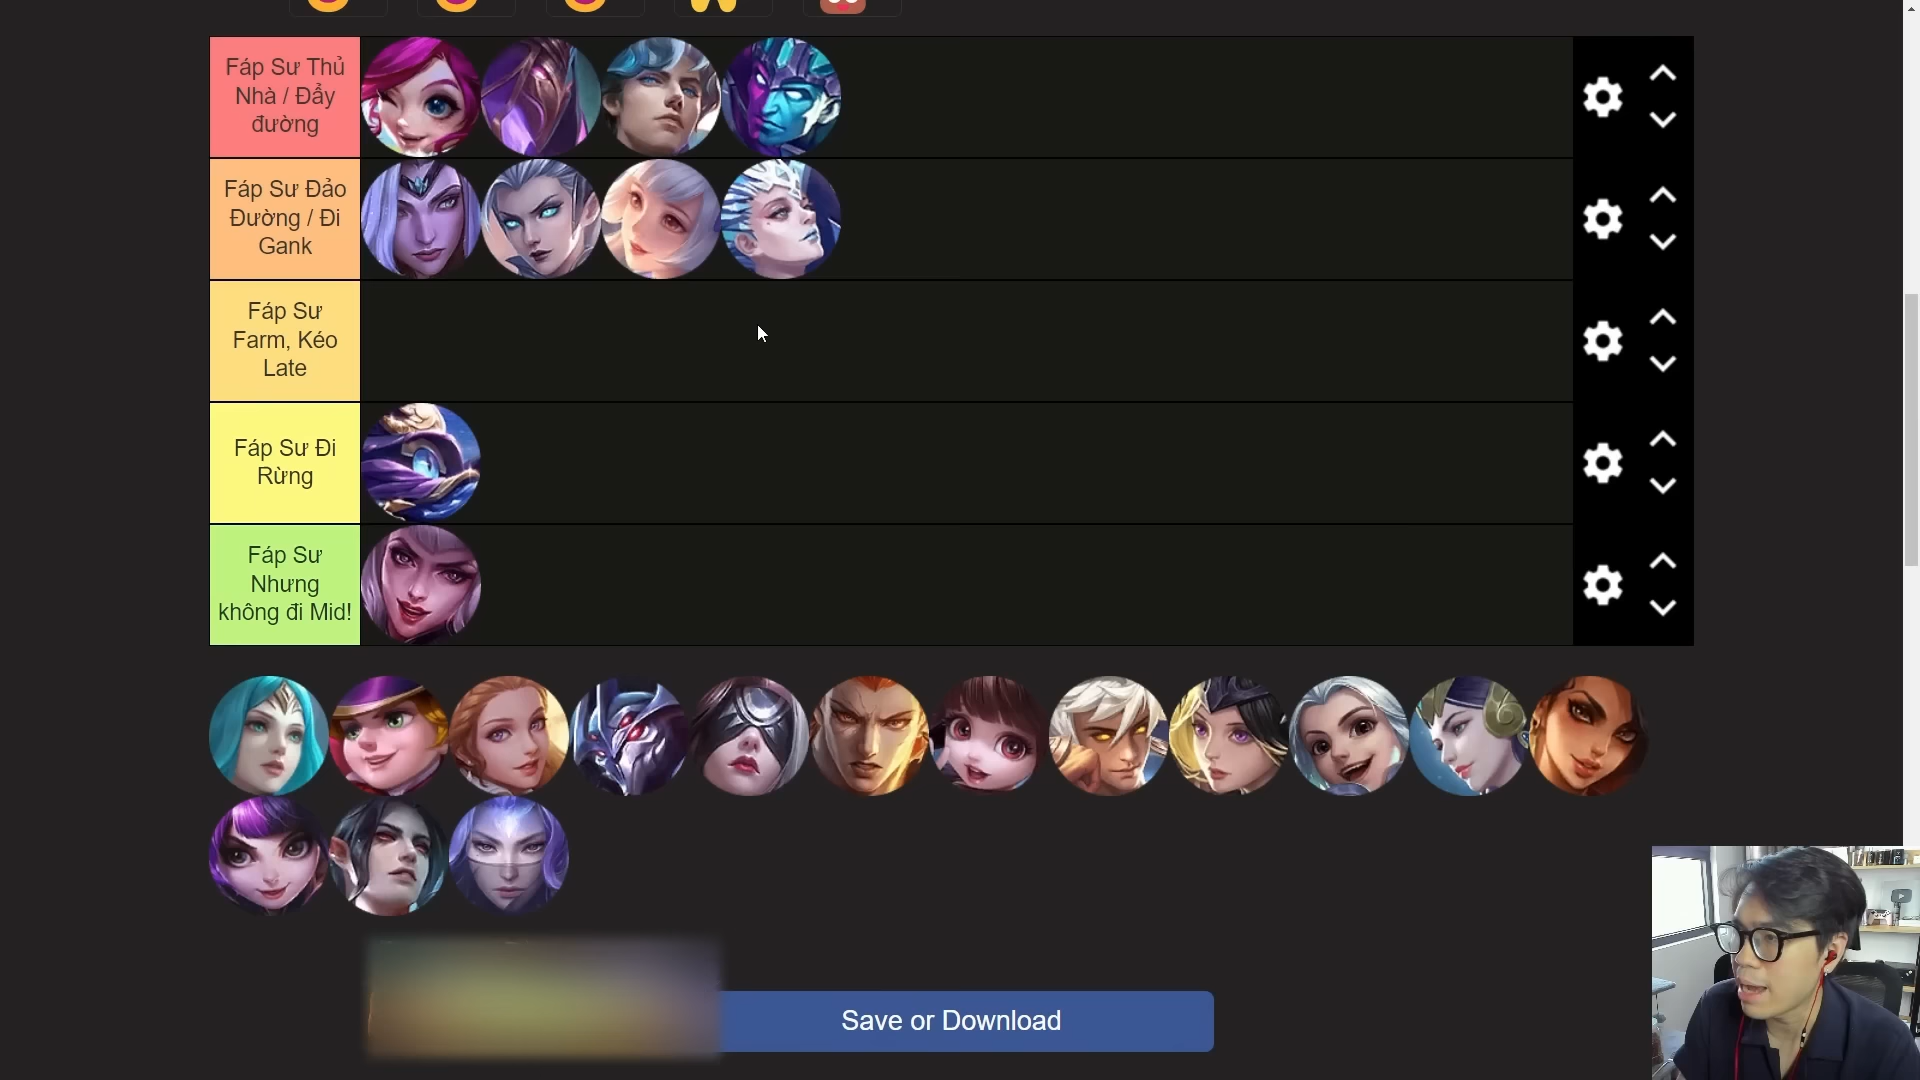 Fáp Sư Thủ
Nhà / Đẩy
đường
Fáp Sư Đảo
Đường / Đi
Gank
Fáp Sư
Farm, Kéo
Late
Fáp Sư Đi
Rừng
Fáp Sư
Nhưng
không đi Mid!
Save or Download